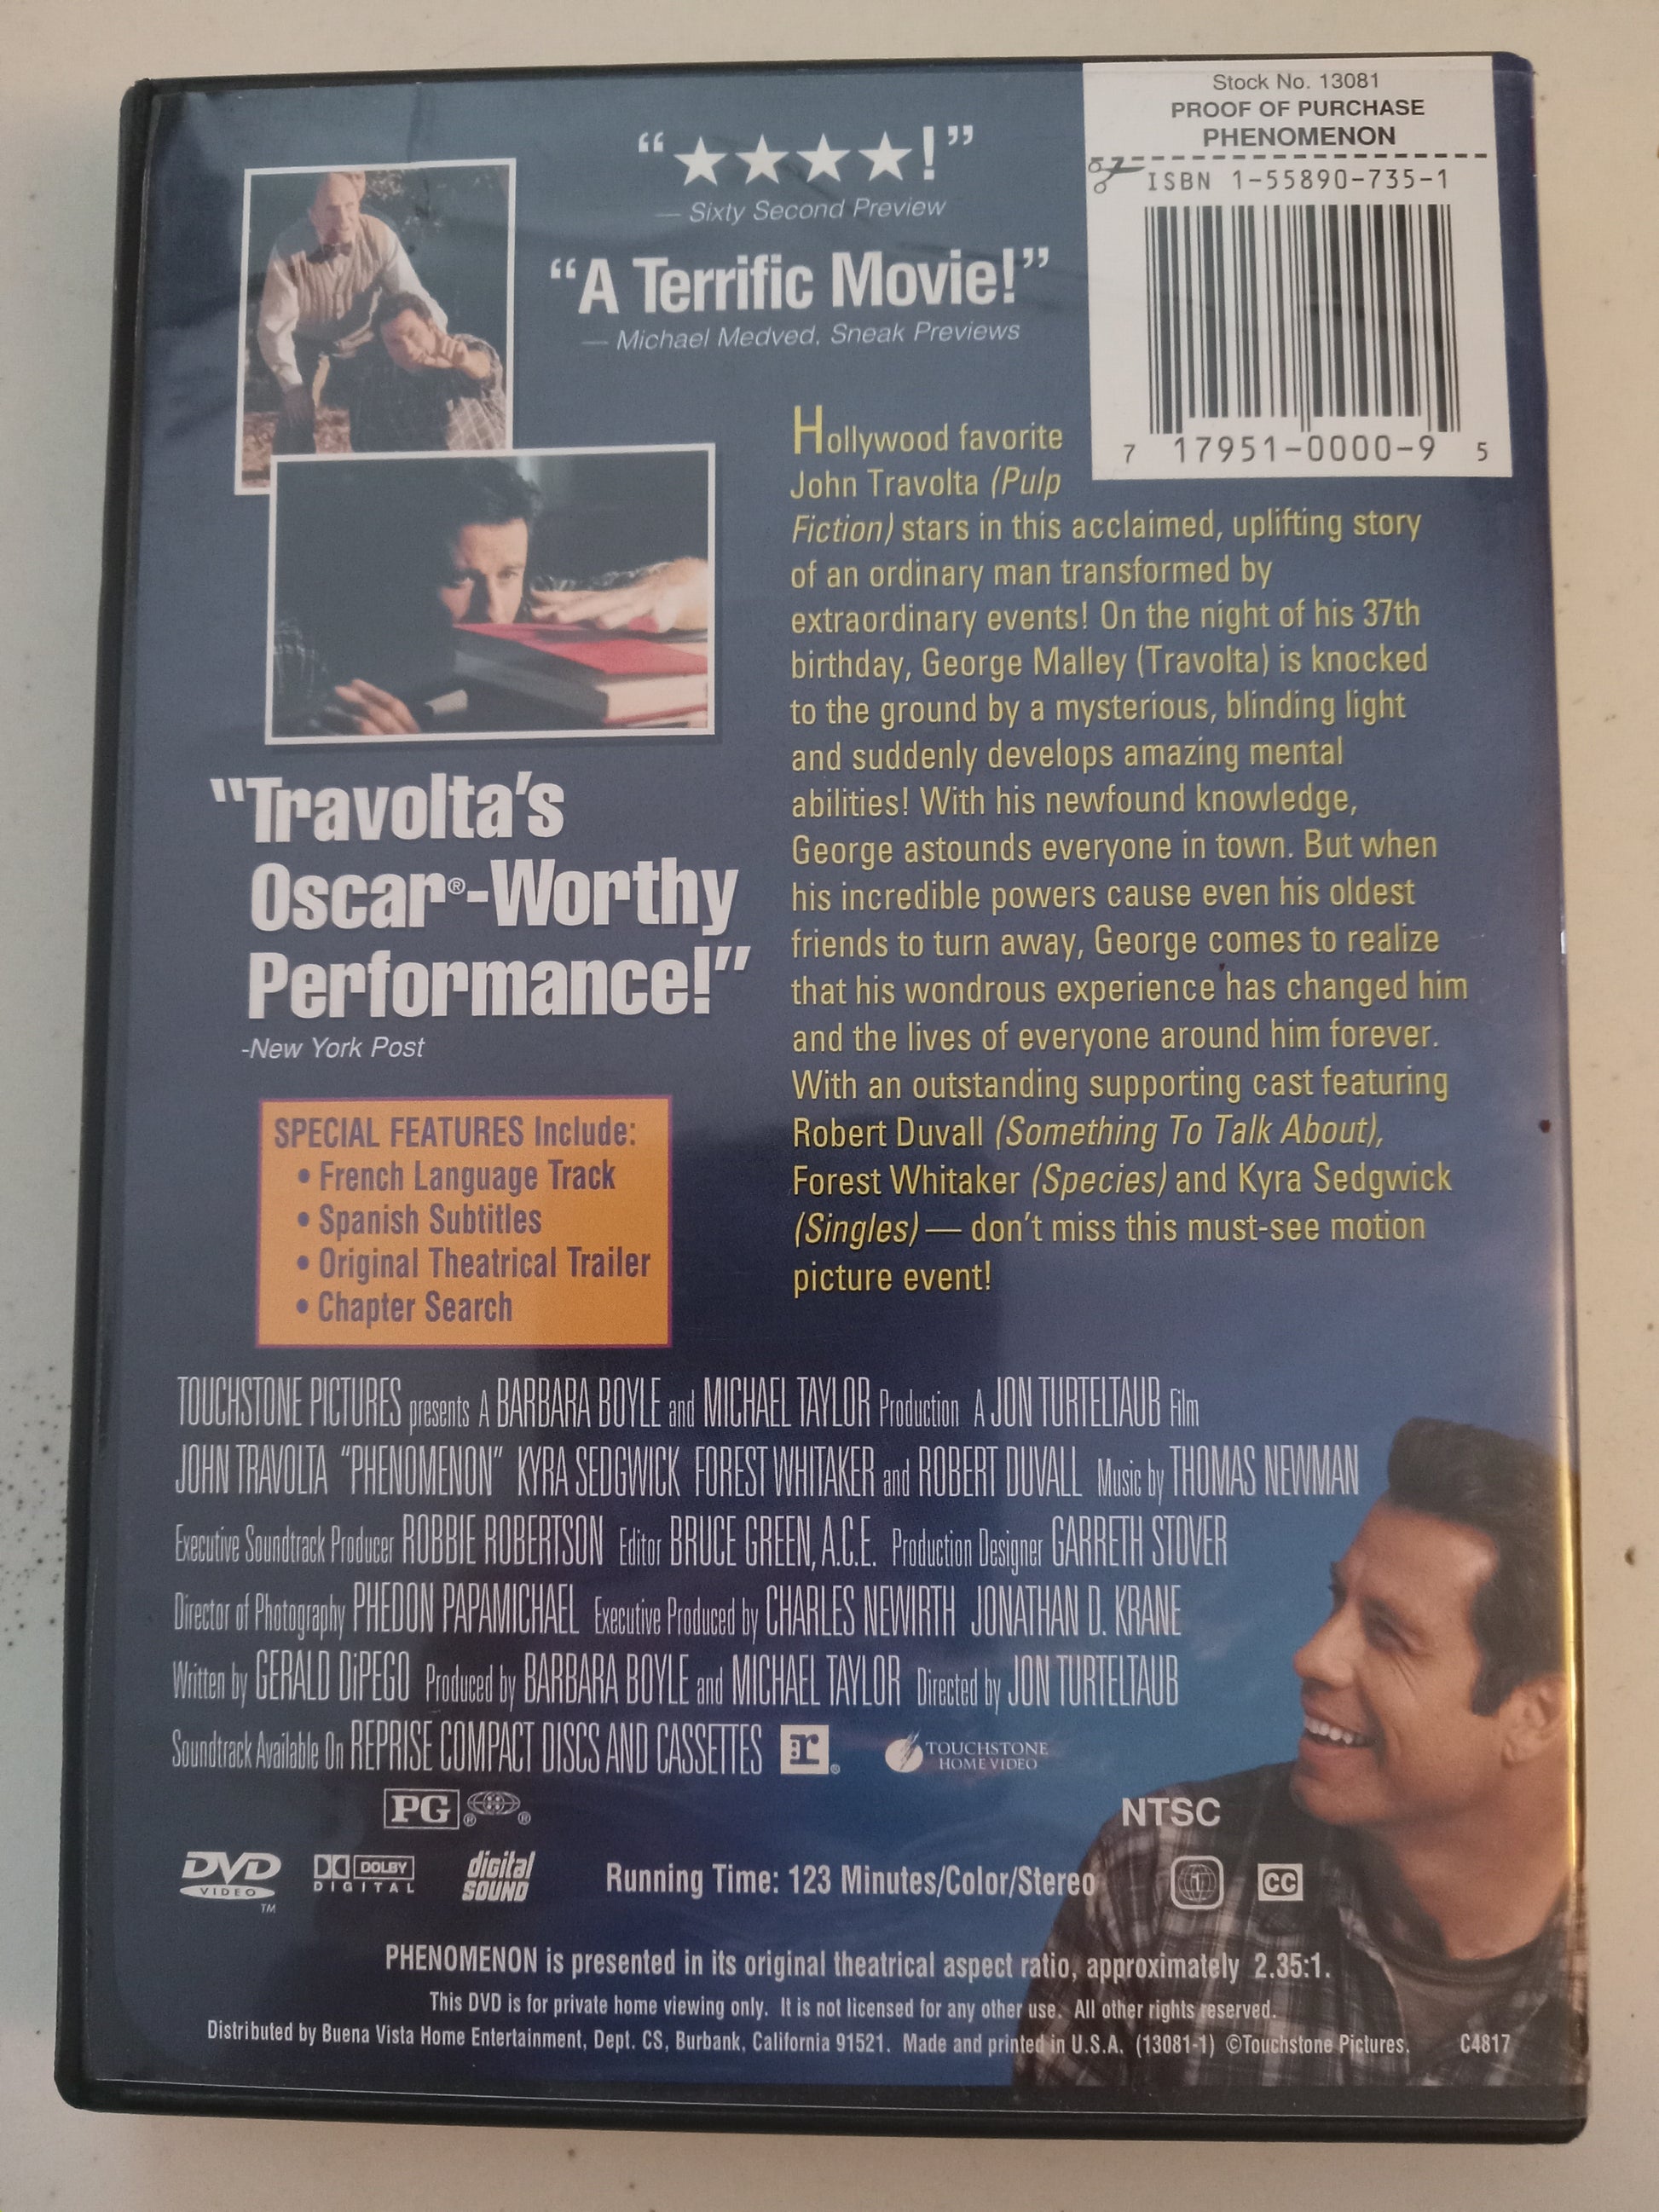 Stock No. 13081
PROOF OF PURCHASE
PHENOMENON
ISBN 1-55890-735-1
7 17951-0000-9 5
“★★★★!”
— Sixty Second Preview
“A Terrific Movie!”
— Michael Medved, Sneak Previews
Hollywood favorite
John Travolta (Pulp
Fiction) stars in this acclaimed, uplifting story
of an ordinary man transformed by
extraordinary events! On the night of his 37th
birthday, George Malley (Travolta) is knocked
to the ground by a mysterious, blinding light
and suddenly develops amazing mental
abilities! With his newfound knowledge,
George astounds everyone in town. But when
his incredible powers cause even his oldest
friends to turn away, George comes to realize
that his wondrous experience has changed him
and the lives of everyone around him forever.
With an outstanding supporting cast featuring
Robert Duvall (Something To Talk About),
Forest Whitaker (Species) and Kyra Sedgwick
(Singles) — don't miss this must-see motion
picture event!
“Travolta's
Oscar®-Worthy
Performance!”
-New York Post
SPECIAL FEATURES Include:
• French Language Track
• Spanish Subtitles
• Original Theatrical Trailer
• Chapter Search
TOUCHSTONE PICTURES presents A BARBARA BOYLE and MICHAEL TAYLOR Production A JON TURTELTAUB Film
JOHN TRAVOLTA “PHENOMENON” KYRA SEDGWICK FOREST WHITAKER and ROBERT DUVALL Music by THOMAS NEWMAN
Executive Soundtrack Producer ROBBIE ROBERTSON Editor BRUCE GREEN, A.C.E. Production Designer GARRETH STOVER
Director of Photography PHEDON PAPAMICHAEL Executive Produced by CHARLES NEWIRTH JONATHAN D. KRANE
Written by GERALD DiPEGO Produced by BARBARA BOYLE and MICHAEL TAYLOR Directed by JON TURTELTAUB
Soundtrack Available On REPRISE COMPACT DISCS AND CASSETTES r® TOUCHSTONE
HOME VIDEO
PG® ® NTSC
DVD
VIDEO
TM
DOLBY
DIGITAL
digital
SOUND
Running Time: 123 Minutes/Color/Stereo
1
CC
PHENOMENON is presented in its original theatrical aspect ratio, approximately 2.35:1.
This DVD is for private home viewing only. It is not licensed for any other use. All other rights reserved.
Distributed by Buena Vista Home Entertainment, Dept. CS, Burbank, California 91521. Made and printed in U.S.A. (13081-1) ©Touchstone Pictures. C4817